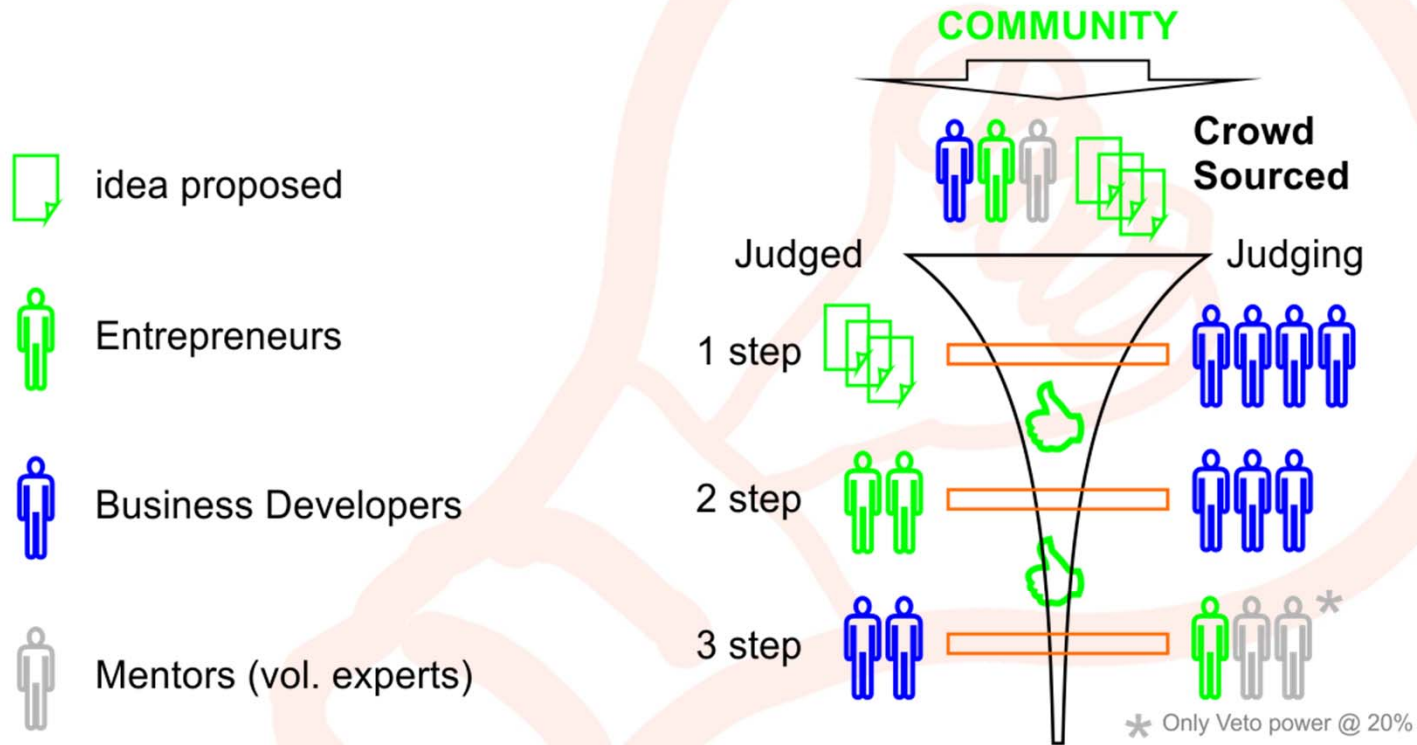 COMMUNITY
Crowd
Sourced
idea proposed
Entrepreneurs
Business Developers
Mentors (vol. experts)
Judged
Judging
1 step
2 step
3 step
*
* Only Veto power @ 20%